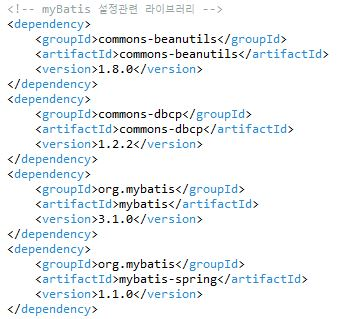 <!-- myBatis 설정관련 라이브러리 -->
<dependency>
    <groupId>commons-beanutils</groupId>
    <artifactId>commons-beanutils</artifactId>
    <version>1.8.0</version>
</dependency>
<dependency>
    <groupId>commons-dbcp</groupId>
    <artifactId>commons-dbcp</artifactId>
    <version>1.2.2</version>
</dependency>
<dependency>
    <groupId>org.mybatis</groupId>
    <artifactId>mybatis</artifactId>
    <version>3.1.0</version>
</dependency>
<dependency>
    <groupId>org.mybatis</groupId>
    <artifactId>mybatis-spring</artifactId>
    <version>1.1.0</version>
</dependency>